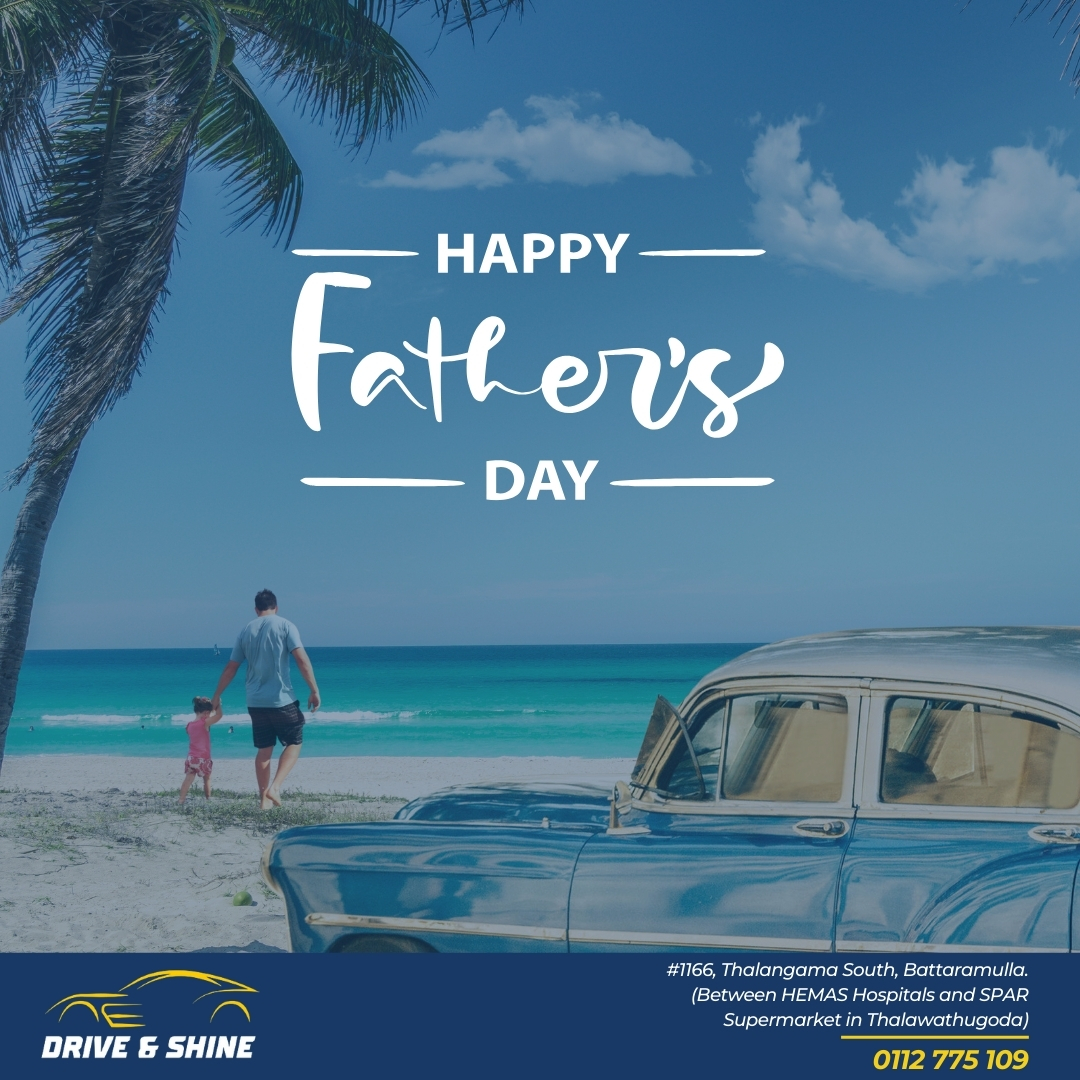 HAPPY
Father's
DAY
#1166, Thalangama South, Battaramulla.
(Between HEMAS Hospitals and SPAR
Supermarket in Thalawathugoda)
0112 775 109
DRIVE & SHINE